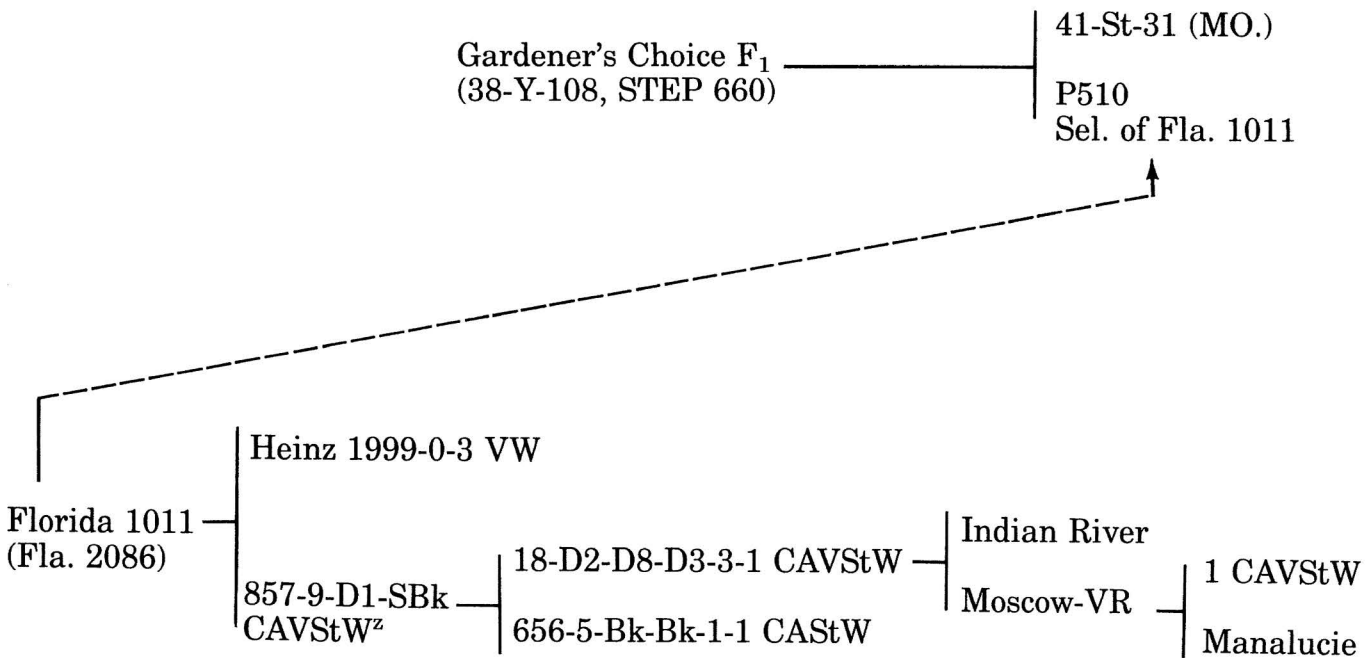 41-St-31 (MO.)
Gardener's Choice F₁
(38-Y-108, STEP 660)
P510
Sel. of Fla. 1011
Heinz 1999-0-3 VW
Florida 1011
(Fla. 2086)
857-9-D1-SBk
CAVStWᶻ
18-D2-D8-D3-3-1 CAVStW
656-5-Bk-Bk-1-1 CAStW
Indian River
Moscow-VR
1 CAVStW
Manalucie